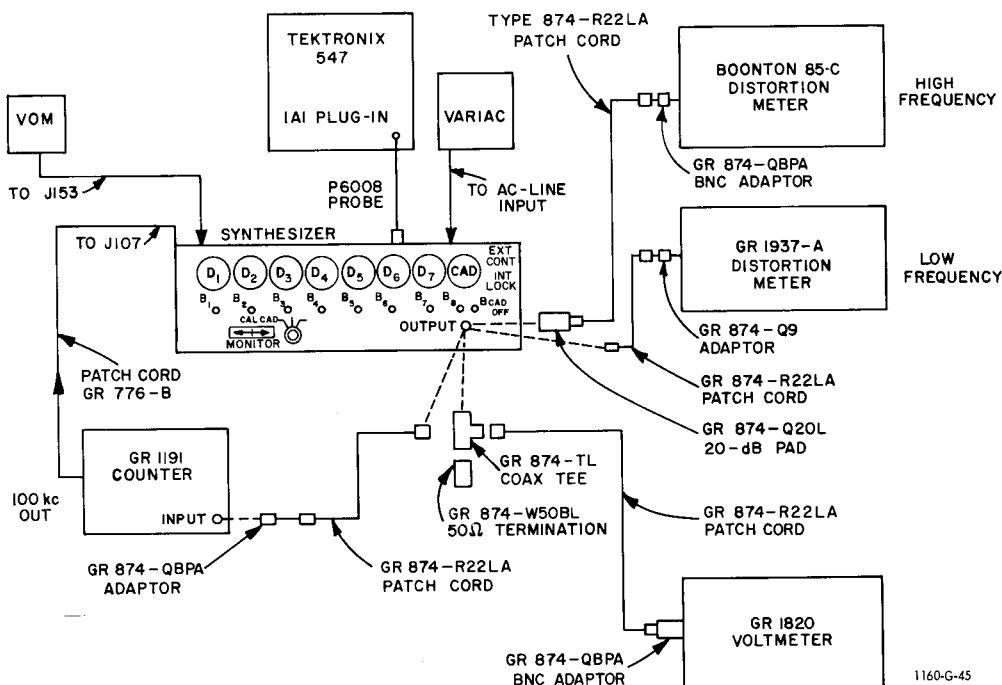 TYPE 874-R22LA
PATCH CORD
TEKTRONIX
547
1A1 PLUG-IN
VARIAC
BOONTON 85-C
DISTORTION
METER
HIGH
FREQUENCY
VOM
TO J153
P6008
PROBE
TO AC-LINE
INPUT
GR 874-QBPA
BNC ADAPTOR
TO J107
SYNTHESIZER
D1 D2 D3 D4 D5 D6 D7 CAD
EXT
CONT
INT
LOCK
B1 B2 B3 B4 B5 B6 B7 B8 B CAD
OFF
CAL CAD
MONITOR
OUTPUT
GR 1937-A
DISTORTION
METER
LOW
FREQUENCY
GR 874-Q9
ADAPTOR
PATCH CORD
GR 776-B
GR 874-R22LA
PATCH CORD
GR 874-Q20L
20-dB PAD
GR 1191
COUNTER
100 kc
OUT
INPUT
GR 874-TL
COAX TEE
GR 874-W50BL
50Ω TERMINATION
GR 874-R22LA
PATCH CORD
GR 874-QBPA
ADAPTOR
GR 874-R22LA
PATCH CORD
GR 1820
VOLTMETER
GR 874-QBPA
BNC ADAPTOR
1160-G-45